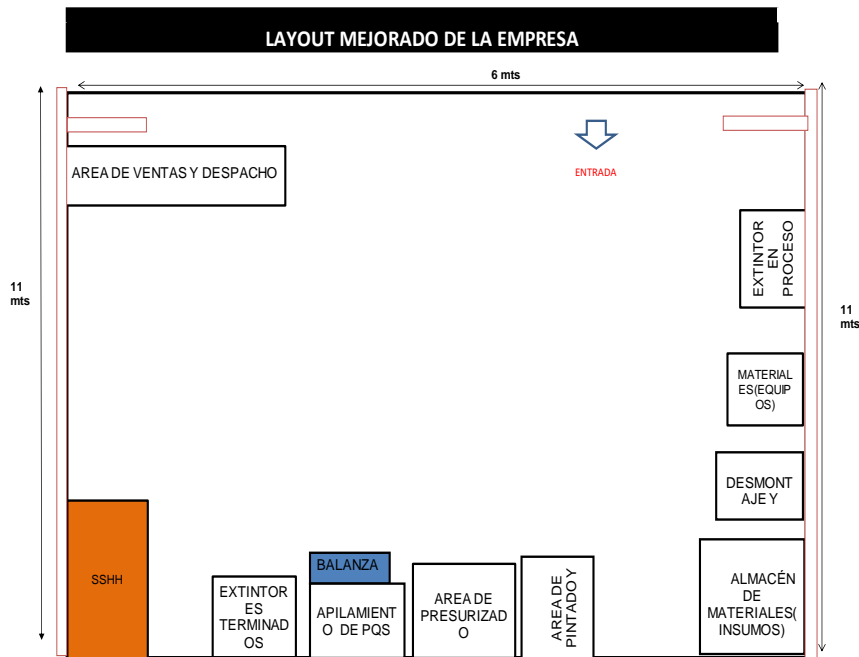 LAYOUT MEJORADO DE LA EMPRESA
6 mts
AREA DE VENTAS Y DESPACHO
ENTRADA
EXTINTOR
EN
PROCESO
11
mts
11
mts
MATERIAL
ES(EQUIP
OS)
DESMONT
AJE Y
SSHH
BALANZA
EXTINTOR
ES
TERMINAD
OS
APILAMIENT
O DE PQS
AREA DE
PRESURIZAD
O
AREA DE
PINTADO Y
ALMACÉN
DE
MATERIALES(
INSUMOS)